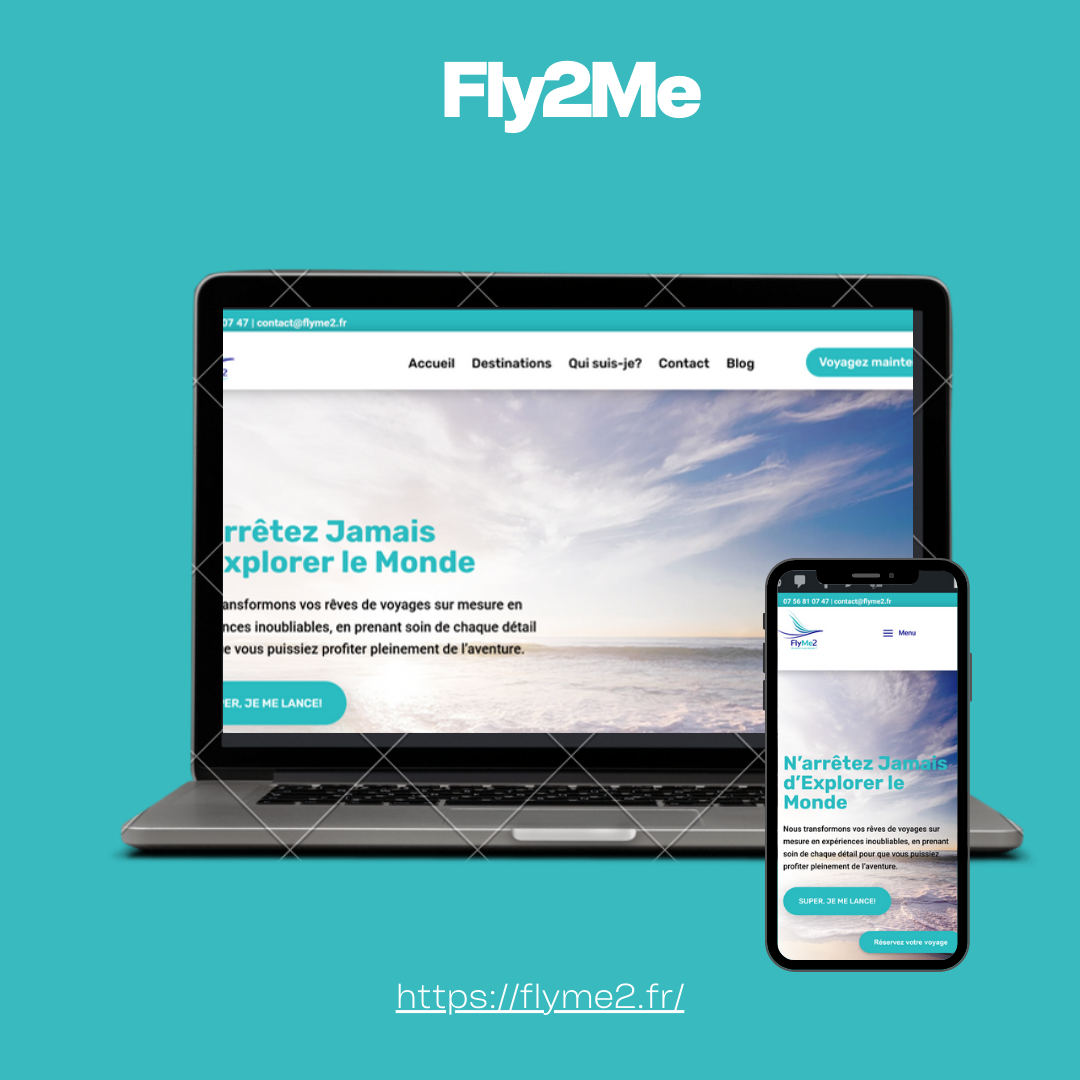 Fly2Me
07 47 | contact@flyme2.fr
2
Accueil Destinations Qui suis-je? Contact Blog Voyagez mainte
rrêtez Jamais
xplorer le Monde
ansformons vos rêves de voyages sur mesure en
nces inoubliables, en prenant soin de chaque détail
e vous puissiez profiter pleinement de l'aventure.
PER, JE ME LANCE!
07 56 81 07 47 | contact@flyme2.fr
FlyMe2
Menu
N'arrêtez Jamais
d'Explorer le
Monde
Nous transformons vos rêves de voyages sur
mesure en expériences inoubliables, en prenant
soin de chaque détail pour que vous puissiez
profiter pleinement de l'aventure.
SUPER, JE ME LANCE!
Réservez votre voyage
https://flyme2.fr/